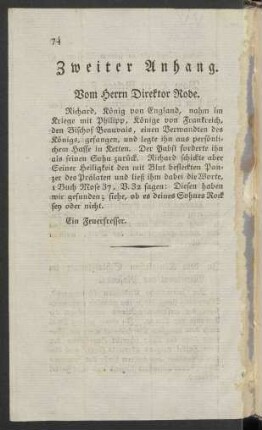 74
Zweiter Anhang.
Vom Herrn Direktor Rode.
Richard, König von England, nahm im
Kriege mit Philipp, Könige von Frankreich,
den Bischof Beauvais, einen Verwandten des
Königs, gefangen, und legte ihn aus persönli-
chem Hasse in Ketten. Der Pabst forderte ihn
als seinen Sohn zurück. Richard schickte aber
Seiner Heiligkeit den mit Blut befleckten Pan-
zer des Prälaten und ließ ihm dabei die Worte,
1 Buch Mose 37, V. 32 sagen: Diesen haben
wir gefunden; siehe, ob es deines Sohnes Rock
sey oder nicht.
Ein Feuerfresser.